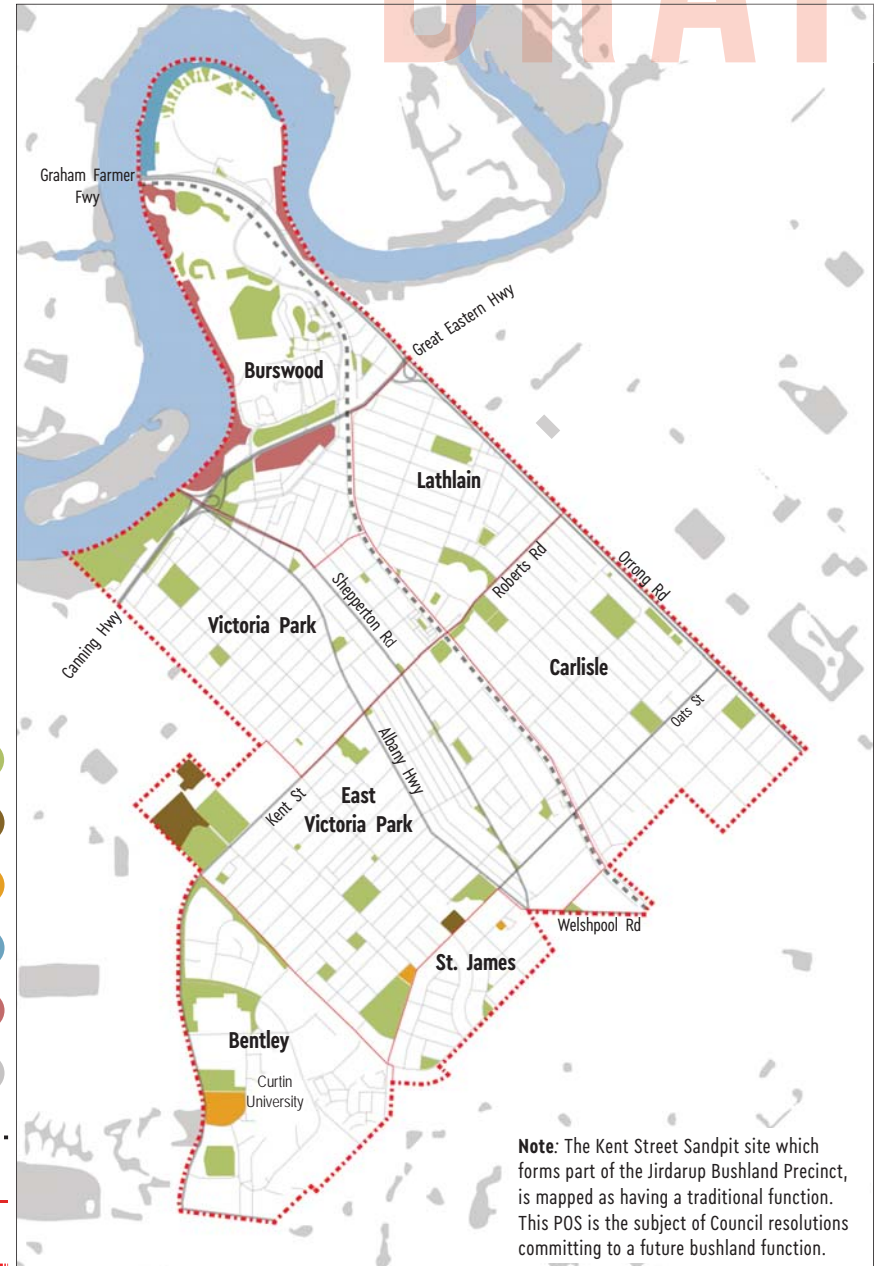 Graham Farmer
Fwy
Great Eastern Hwy
Burswood
Lathlain
Roberts Rd
Orrong Rd
Shepperton Rd
Victoria Park
Canning Hwy
Carlisle
Oats St
Albany Hwy
Kent St
East
Victoria Park
Welshpool Rd
St. James
Bentley
Curtin
University
Note: The Kent Street Sandpit site which
forms part of the Jirdarup Bushland Precinct,
is mapped as having a traditional function.
This POS is the subject of Council resolutions
committing to a future bushland function.